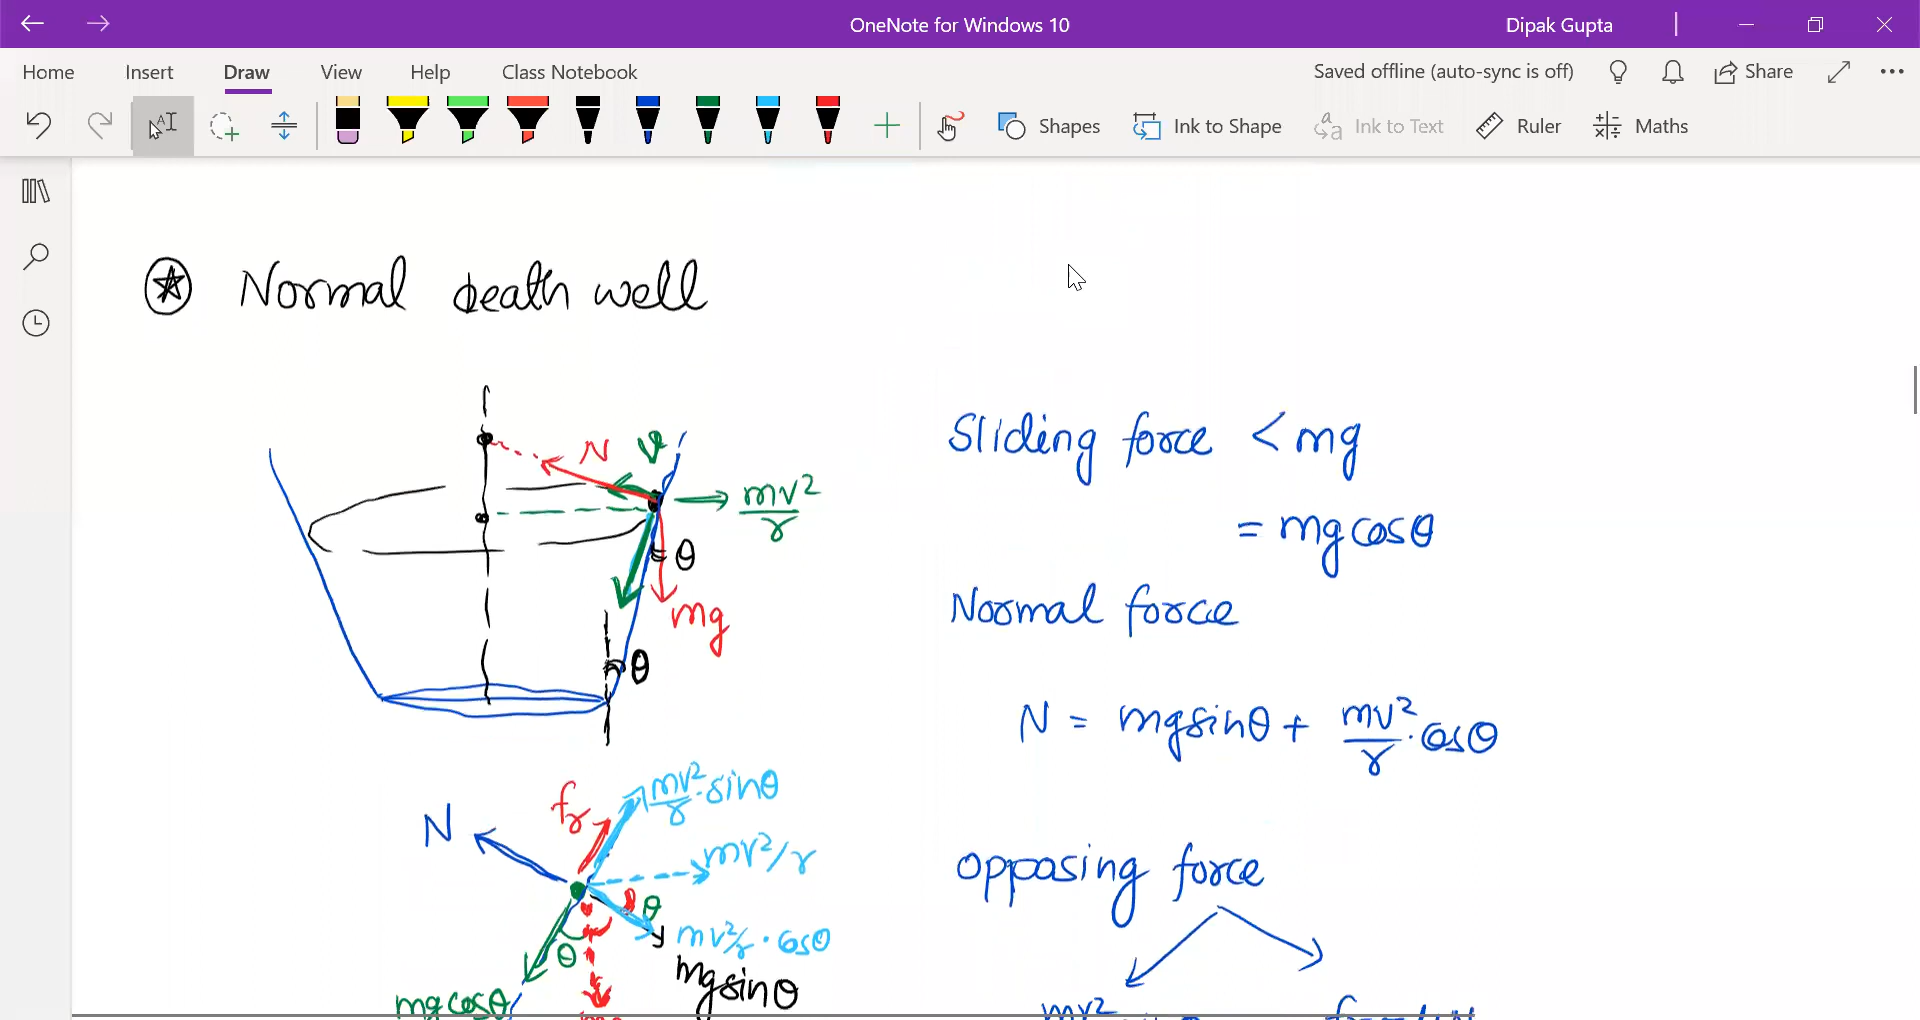 OneNote for Windows 10
Dipak Gupta
Home Insert Draw View Help Class Notebook
Saved offline (auto-sync is off) Share
Shapes Ink to Shape Ink to Text Ruler Maths
Normal death well
N v
mv²/r
θ
mg
θ
Sliding force < mg
= mg cosθ
Normal force
N = mg sinθ + mv²/r · cosθ
opposing force
N
fr
mv²/r · sinθ
mv²/r
θ
θ
mv²/r · cosθ
mg sinθ
mg cosθ